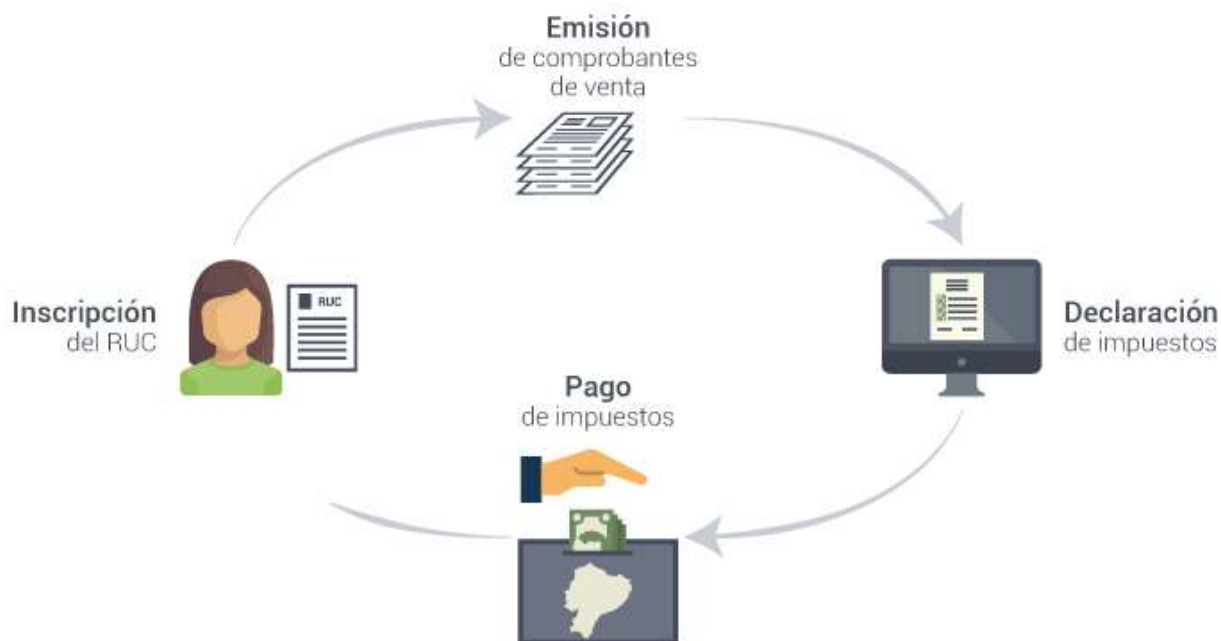 Emisión
de comprobantes
de venta
Inscripción
del RUC
RUC
Declaración
de impuestos
Pago
de impuestos